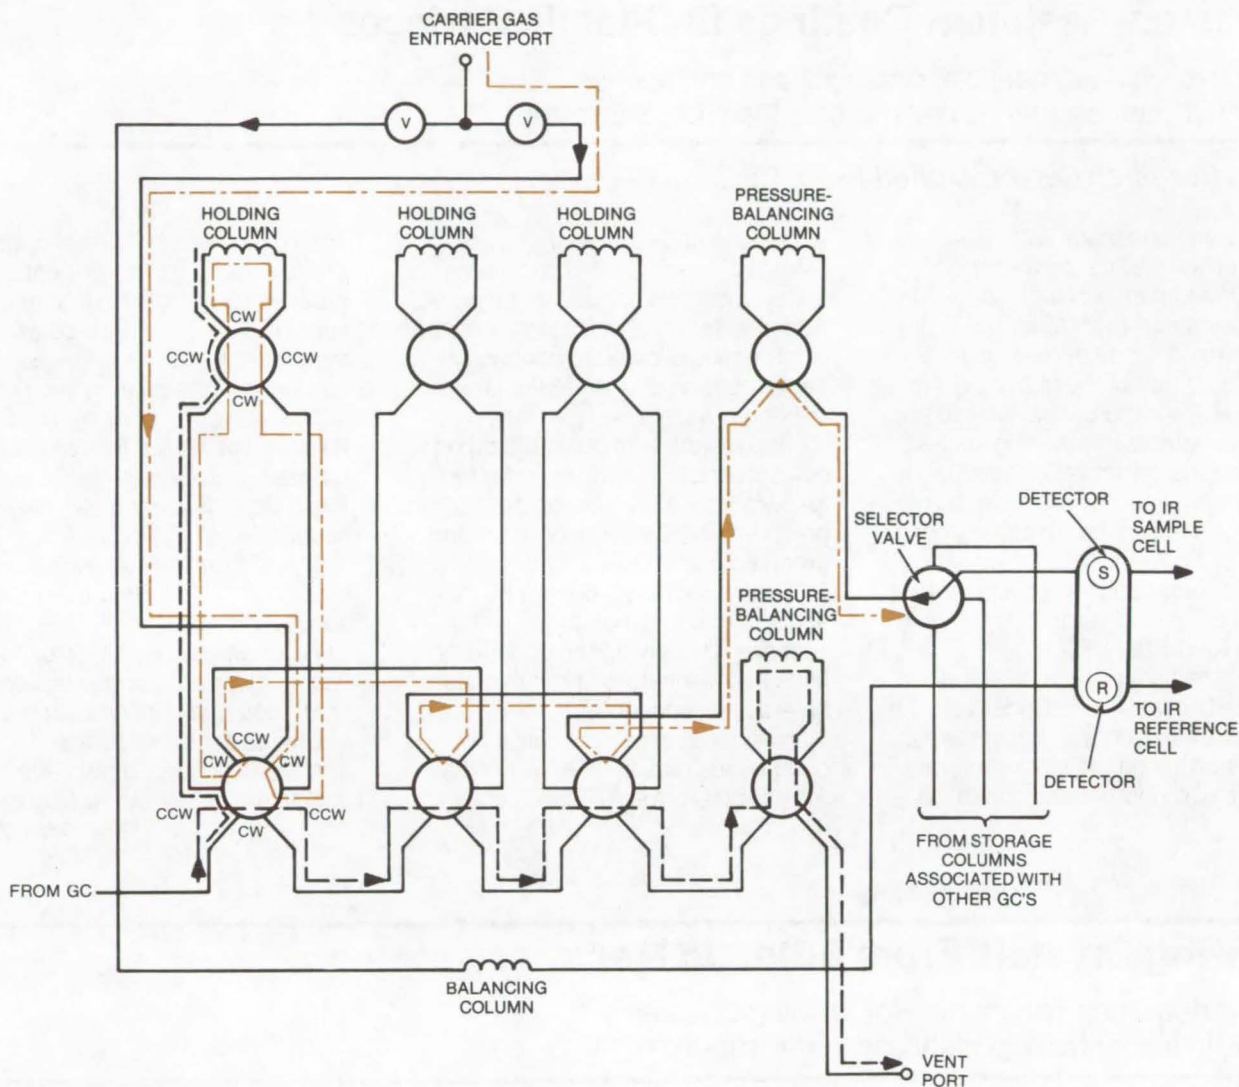 CARRIER GAS
ENTRANCE PORT
V
V
HOLDING
COLUMN
HOLDING
COLUMN
HOLDING
COLUMN
PRESSURE-
BALANCING
COLUMN
CW
CCW
CCW
CW
SELECTOR
VALVE
DETECTOR
TO IR
SAMPLE
CELL
S
PRESSURE-
BALANCING
COLUMN
R
TO IR
REFERENCE
CELL
DETECTOR
CCW
CW
CW
CCW
CCW
CW
FROM GC
FROM STORAGE
COLUMNS
ASSOCIATED WITH
OTHER GC'S
BALANCING
COLUMN
VENT
PORT